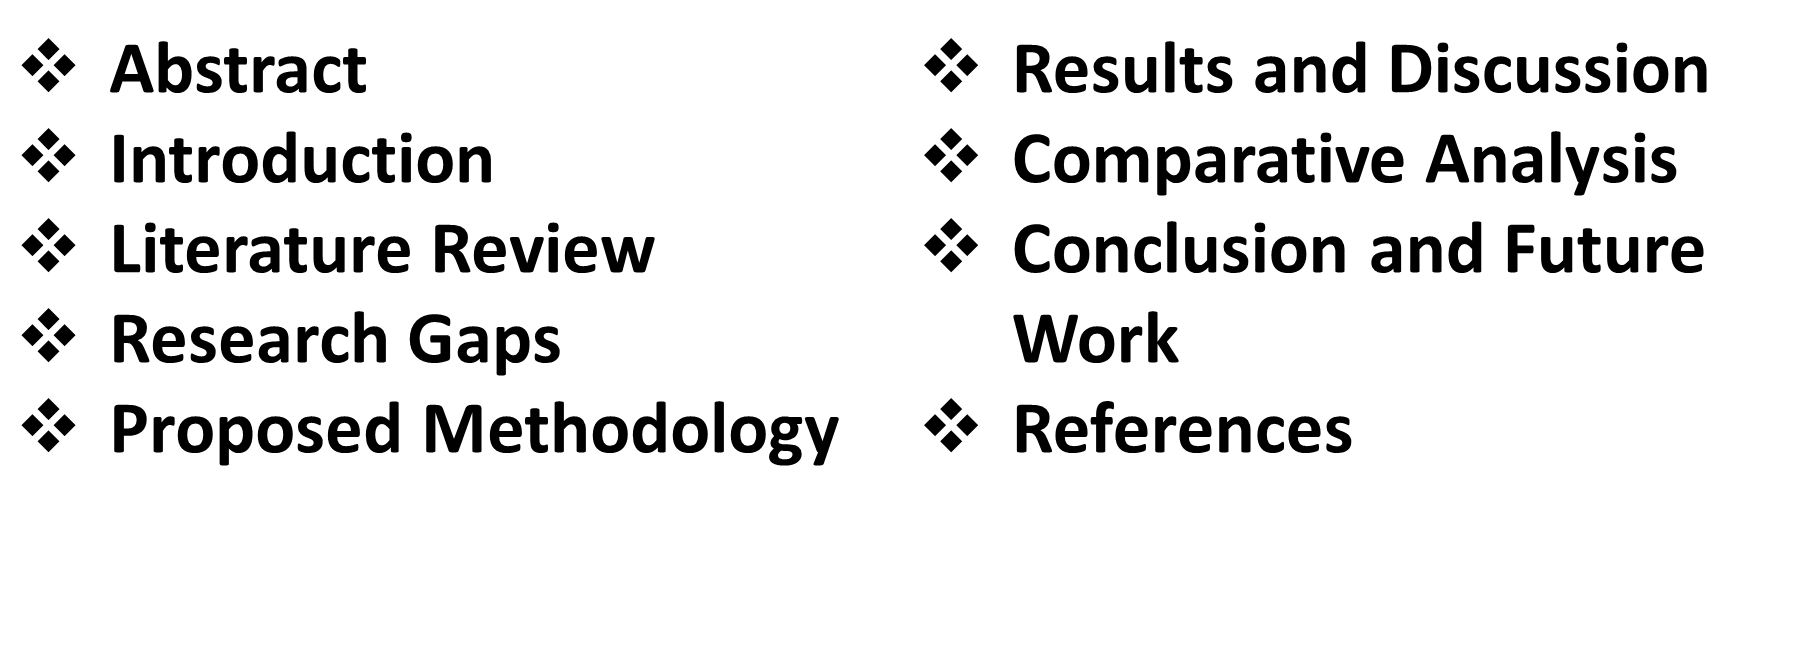 ❖ Abstract
❖ Introduction
❖ Literature Review
❖ Research Gaps
❖ Proposed Methodology
❖ Results and Discussion
❖ Comparative Analysis
❖ Conclusion and Future
Work
❖ References